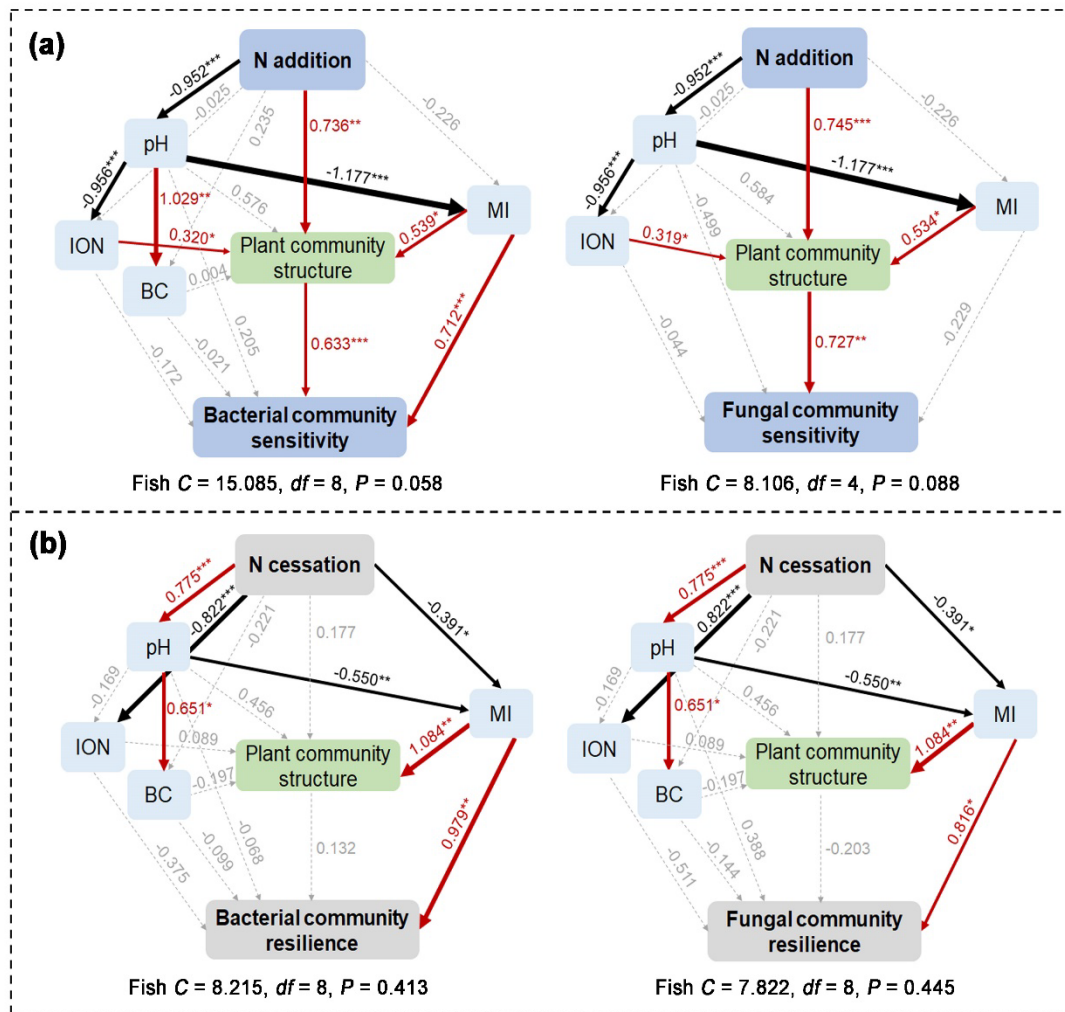 (a)
N addition
-0.952***
-0.025
0.235
0.736**
-0.226
pH
-0.956***
1.029**
0.576
-1.177***
MI
ION
0.320*
Plant community
structure
0.539*
BC
0.004
0.205
-0.021
-0.172
0.633***
0.712***
Bacterial community
sensitivity
Fish C = 15.085, df = 8, P = 0.058
N addition
-0.952***
-0.025
0.745***
-0.226
pH
-0.956***
0.584
-1.177***
MI
ION
-0.499
0.319*
Plant community
structure
0.534*
-0.044
0.727**
-0.229
Fungal community
sensitivity
Fish C = 8.106, df = 4, P = 0.088
(b)
N cessation
0.775***
-0.822***
-0.221
0.177
-0.391*
pH
-0.169
0.651*
0.456
-0.550**
MI
ION
0.089
Plant community
structure
1.084**
BC
-0.197
-0.375
-0.099
-0.068
0.132
0.979**
Bacterial community
resilience
Fish C = 8.215, df = 8, P = 0.413
N cessation
0.775***
0.822***
-0.221
0.177
-0.391*
pH
-0.169
0.651*
0.456
-0.550**
MI
ION
0.089
Plant community
structure
1.084**
BC
-0.197
-0.511
-0.144
0.388
-0.203
0.816*
Fungal community
resilience
Fish C = 7.822, df = 8, P = 0.445